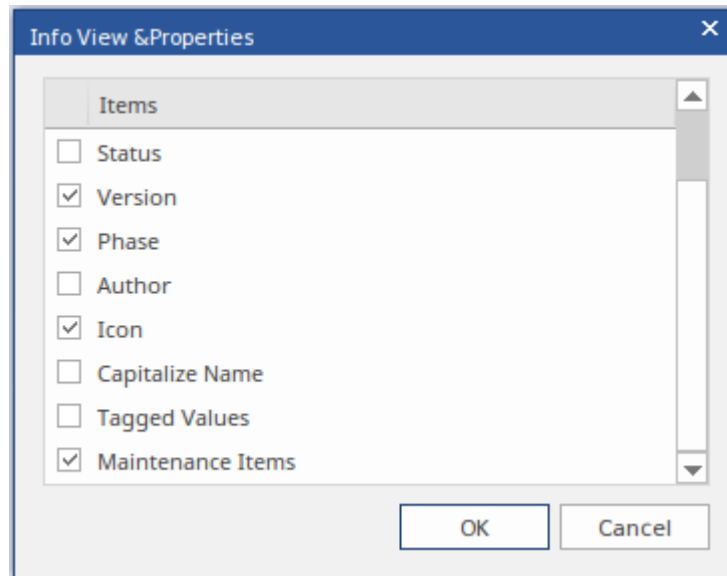 Info View &Properties
Items
Status
Version
Phase
Author
Icon
Capitalize Name
Tagged Values
Maintenance Items
OK
Cancel